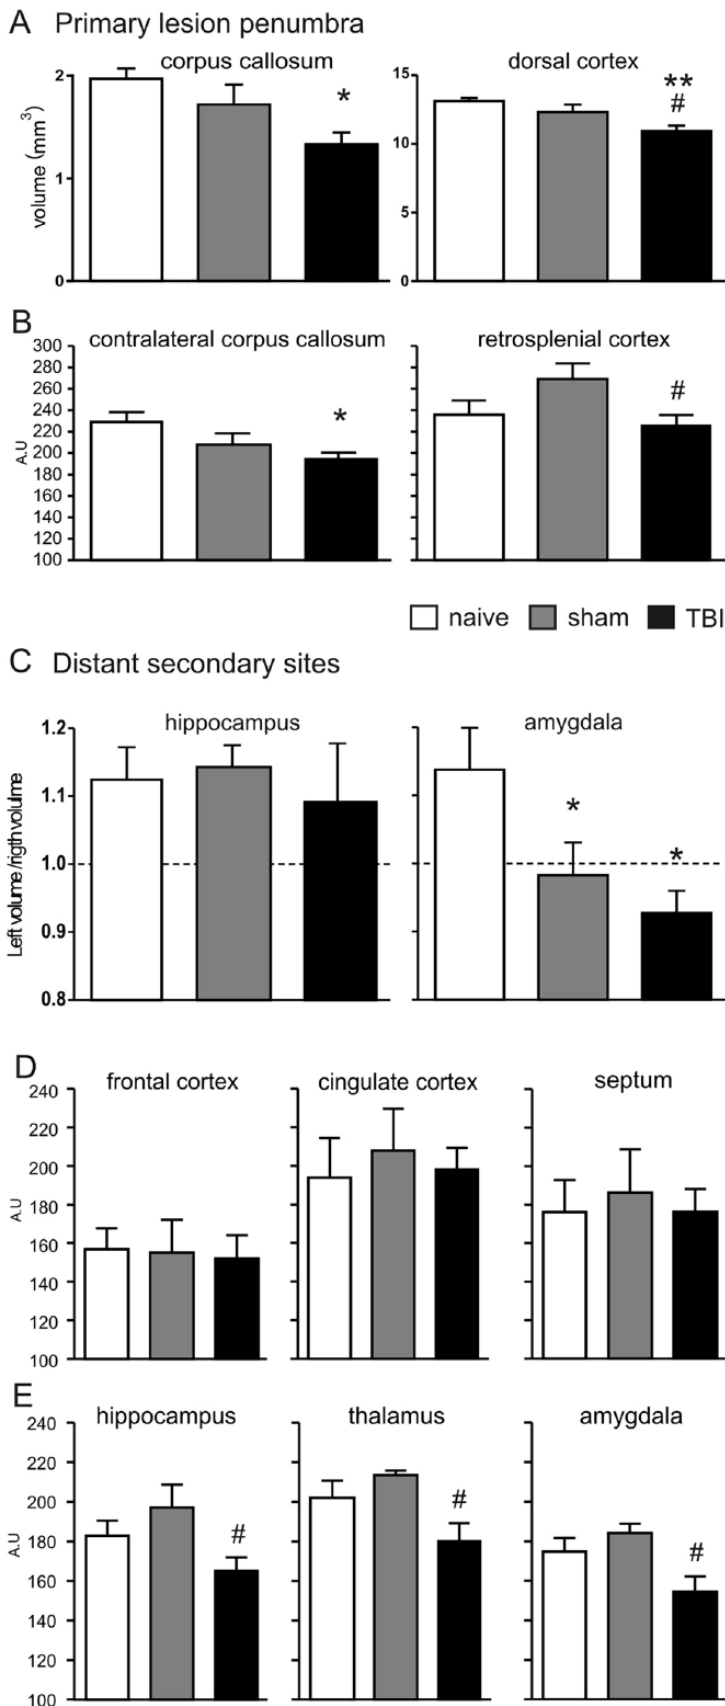 A Primary lesion penumbra
corpus callosum
dorsal cortex
volume (mm3)
2
1
0
*
15
10
5
0
**
#
B
contralateral corpus callosum
retrosplenial cortex
A.U
300
280
260
240
220
200
180
160
140
120
100
*
#
naive sham TBI
C Distant secondary sites
hippocampus
amygdala
Left volume/rigth volume
1.2
1.1
1.0
0.9
0.8
*
*
D
frontal cortex
cingulate cortex
septum
A.U
240
220
200
180
160
140
120
100
E
hippocampus
thalamus
amygdala
A.U
240
220
200
180
160
140
120
100
#
#
#